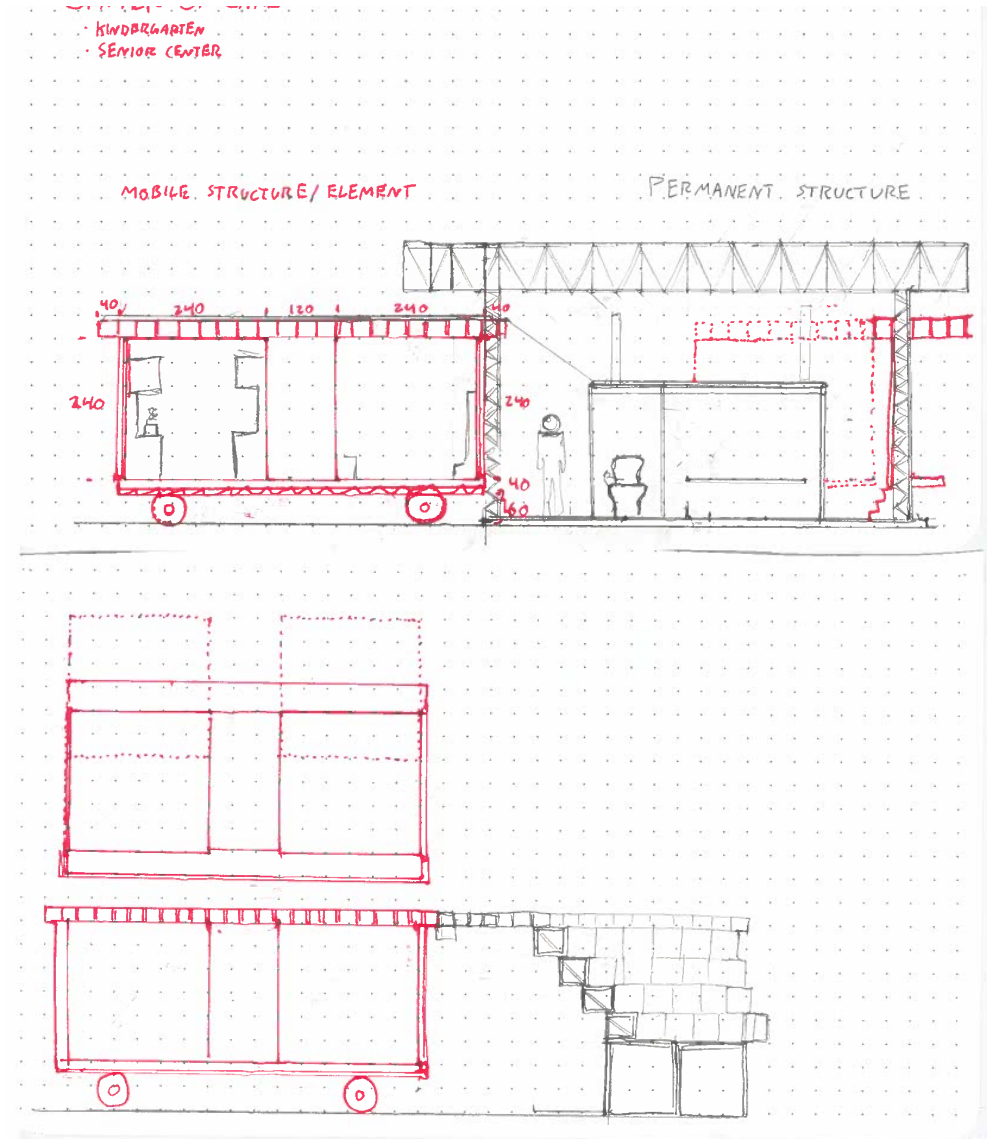 · KINDERGARTEN
· SENIOR CENTER
MOBILE STRUCTURE/ ELEMENT
PERMANENT STRUCTURE
40 240 120 240 40
240
240
40
60